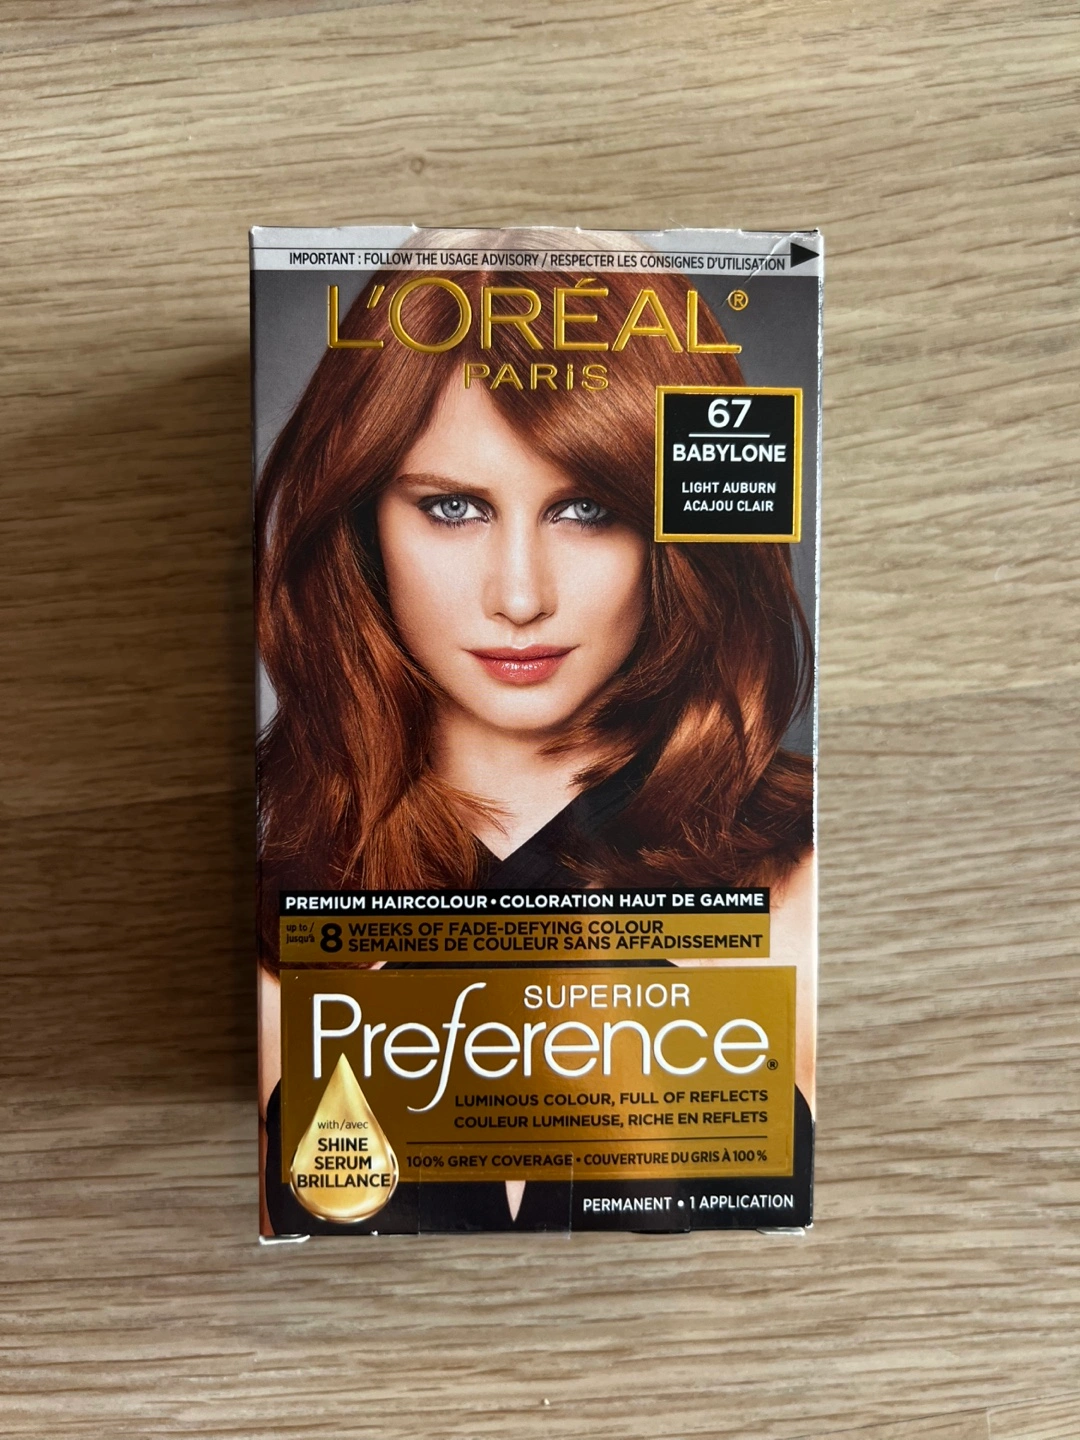 IMPORTANT : FOLLOW THE USAGE ADVISORY / RESPECTER LES CONSIGNES D'UTILISATION
L'ORÉAL®
PARiS
67
BABYLONE
LIGHT AUBURN
ACAJOU CLAIR
PREMIUM HAIRCOLOUR • COLORATION HAUT DE GAMME
up to / jusqu'à 8 WEEKS OF FADE-DEFYING COLOUR
SEMAINES DE COULEUR SANS AFFADISSEMENT
SUPERIOR
Preference®
LUMINOUS COLOUR, FULL OF REFLECTS
COULEUR LUMINEUSE, RICHE EN REFLETS
with/avec
SHINE
SERUM
BRILLANCE
100% GREY COVERAGE • COUVERTURE DU GRIS À 100 %
PERMANENT • 1 APPLICATION